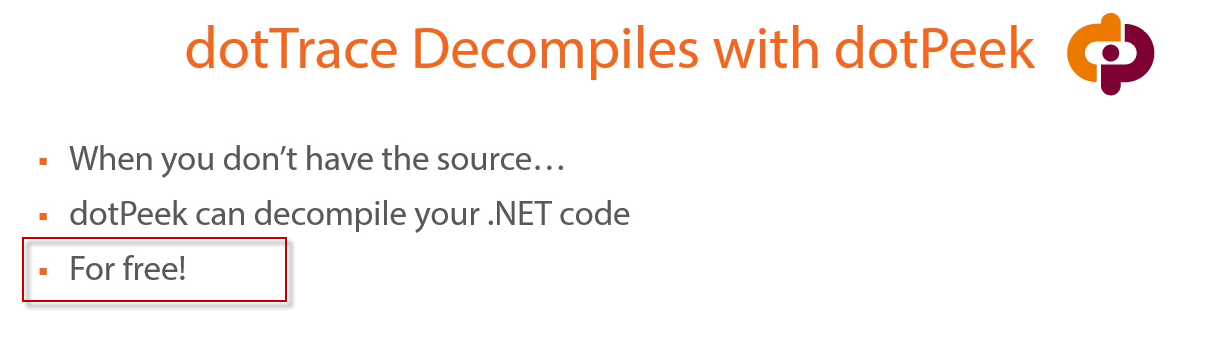 dotTrace Decompiles with dotPeek
When you don’t have the source…
dotPeek can decompile your .NET code
For free!